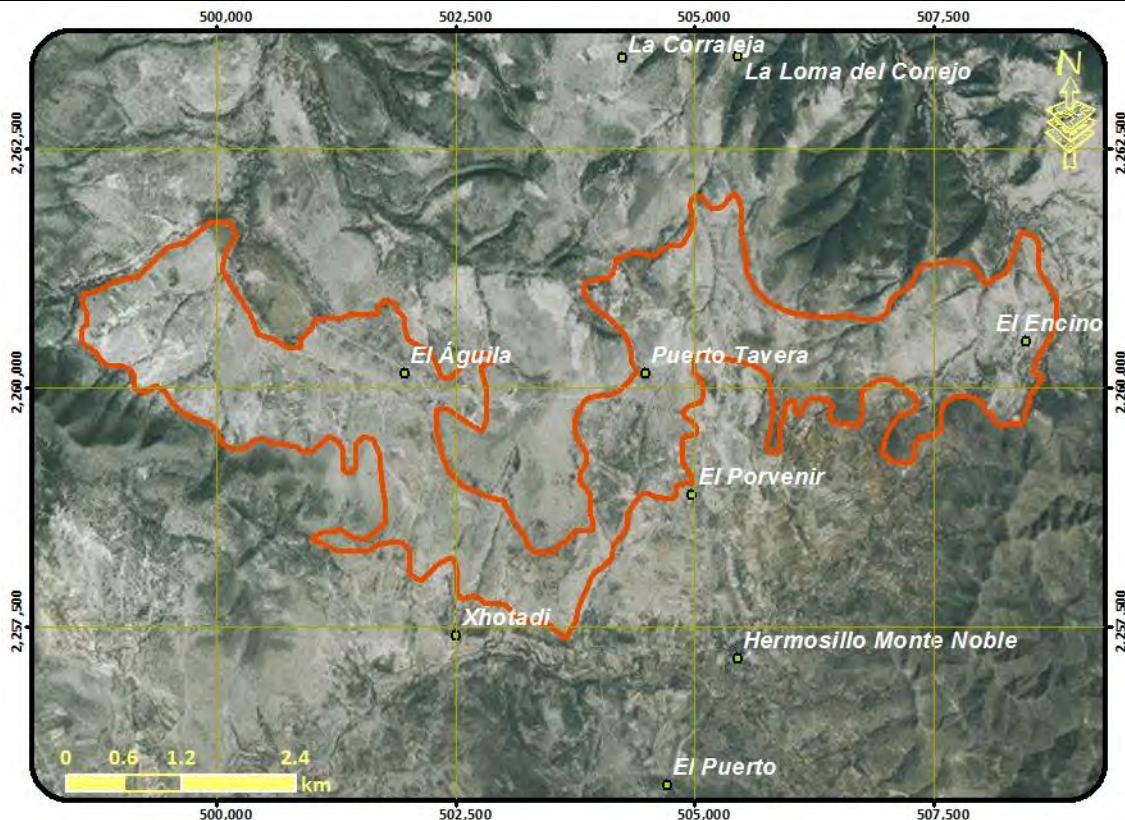 500,000 502,500 505,000 507,500
La Corraleja
La Loma del Conejo
N
2,262,500 2,262,500
El Encino
El Águila Puerto Tavera
2,260,000 2,260,000
El Porvenir
Xhotadi
2,257,500 2,257,500
Hermosillo Monte Noble
El Puerto
0 0.6 1.2 2.4
km
500,000 502,500 505,000 507,500